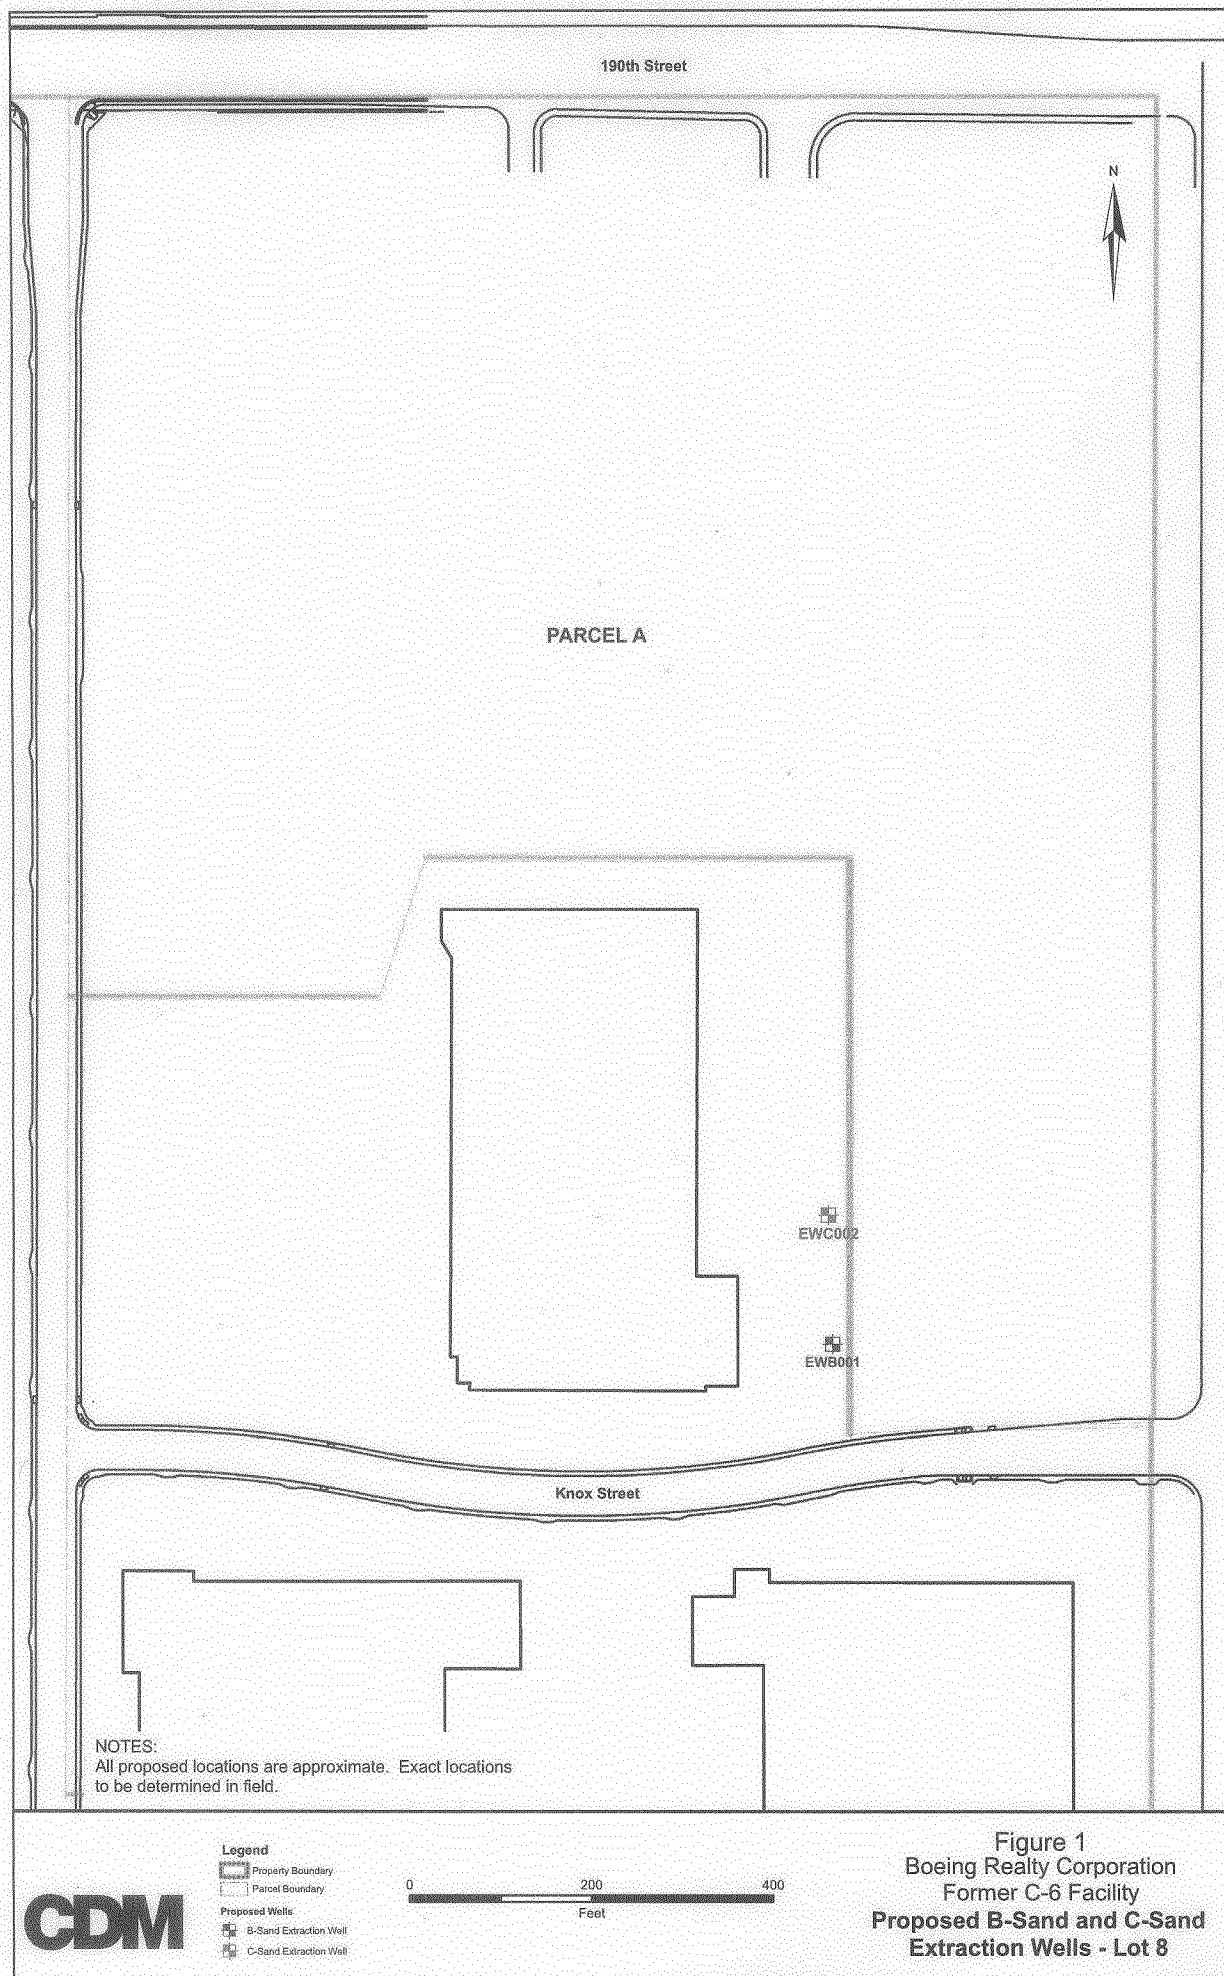 190th Street
N
PARCEL A
EWC002
EWB001
Knox Street
NOTES:
All proposed locations are approximate. Exact locations
to be determined in field.
Legend
Property Boundary
Parcel Boundary
Proposed Wells
B-Sand Extraction Well
C-Sand Extraction Well
CDM
0 200 400
Feet
Figure 1
Boeing Realty Corporation
Former C-6 Facility
Proposed B-Sand and C-Sand
Extraction Wells - Lot 8